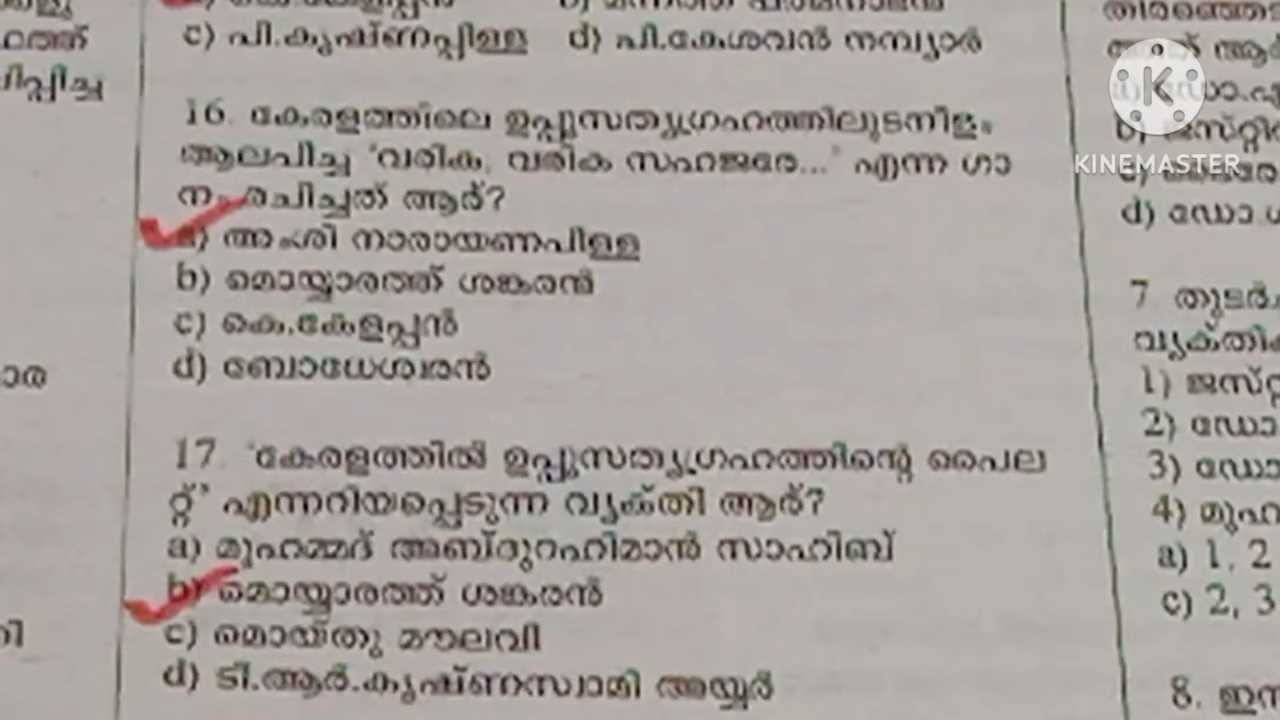 c) പി.കൃഷ്ണപ്പിള്ള d) പി.കേശവൻ നമ്പ്യാർ
16. കേരളത്തിലെ ഉപ്പുസത്യഗ്രഹത്തിലുടനീളം
ആലപിച്ച 'വരിക, വരിക സഹജരേ...' എന്ന ഗാ
നം രചിച്ചത് ആര്?
a) അംശി നാരായണപിള്ള
b) മൊയ്യാരത്ത് ശങ്കരൻ
c) കെ.കേളപ്പൻ
d) ബോധേശ്വരൻ
17. 'കേരളത്തിൽ ഉപ്പുസത്യഗ്രഹത്തിന്റെ പൈല
റ്റ്' എന്നറിയപ്പെടുന്ന വ്യക്തി ആര്?
a) മുഹമ്മദ് അബ്ദുറഹിമാൻ സാഹിബ്
b) മൊയ്യാരത്ത് ശങ്കരൻ
c) മൊയ്തു മൗലവി
d) ടി.ആർ.കൃഷ്ണസ്വാമി അയ്യർ
K
KINEMASTER
d) ഡോ.
7. തുടർ
വ്യക്തി
1) ജസ്റ്റ
2) ഡോ
3) ഡോ
4) മുഹ
a) 1, 2
c) 2, 3
8. ഇന